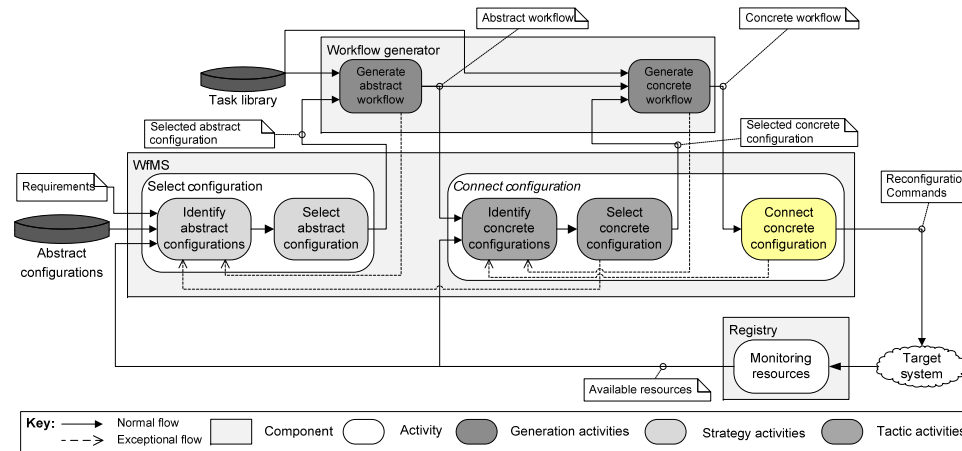 Abstract workflow
Concrete workflow
Workflow generator
Generate
abstract
workflow
Generate
concrete
workflow
Task library
Selected abstract
configuration
Selected concrete
configuration
WfMS
Requirements
Select configuration
Connect configuration
Reconfiguration
Commands
Identify
abstract
configurations
Select
abstract
configuration
Identify
concrete
configurations
Select
concrete
configuration
Connect
concrete
configuration
Abstract
configurations
Registry
Monitoring
resources
Target
system
Available resources
Key:
Normal flow
Exceptional flow
Component
Activity
Generation activities
Strategy activities
Tactic activities